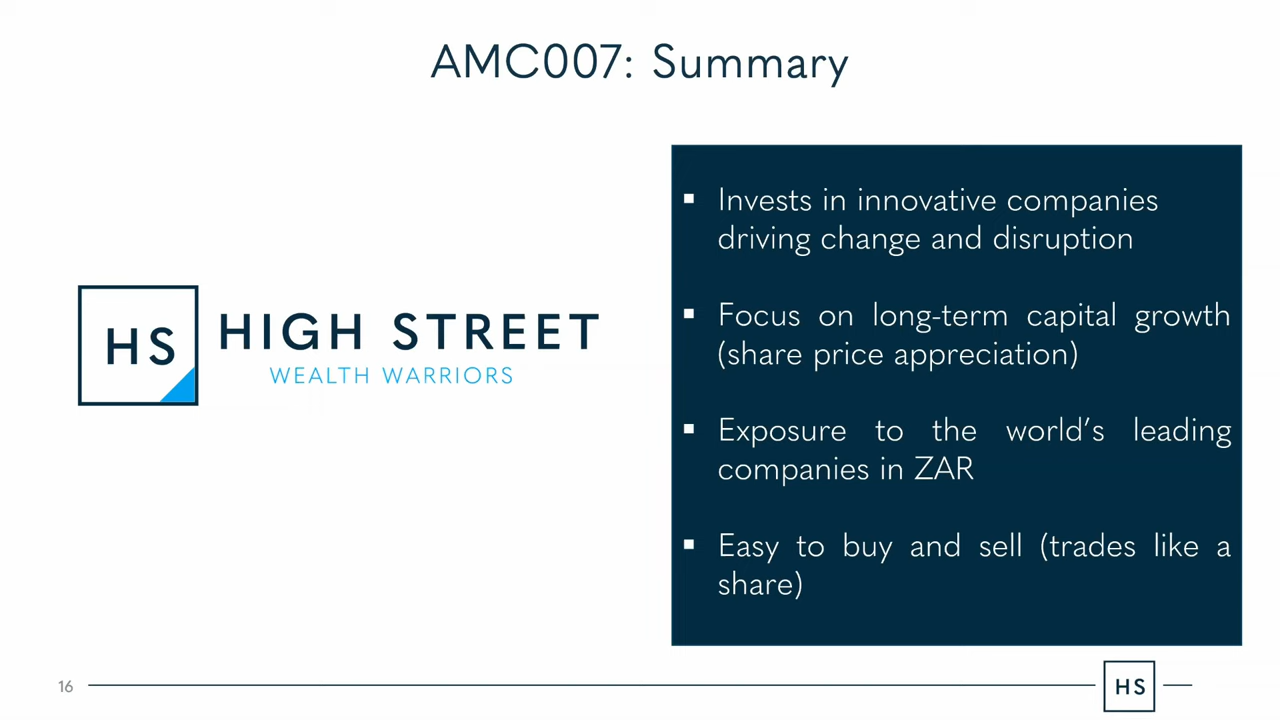 AMC007: Summary
HS
HIGH STREET
WEALTH WARRIORS
▪ Invests in innovative companies
driving change and disruption
▪ Focus on long-term capital growth
(share price appreciation)
▪ Exposure to the world’s leading
companies in ZAR
▪ Easy to buy and sell (trades like a
share)
16
HS